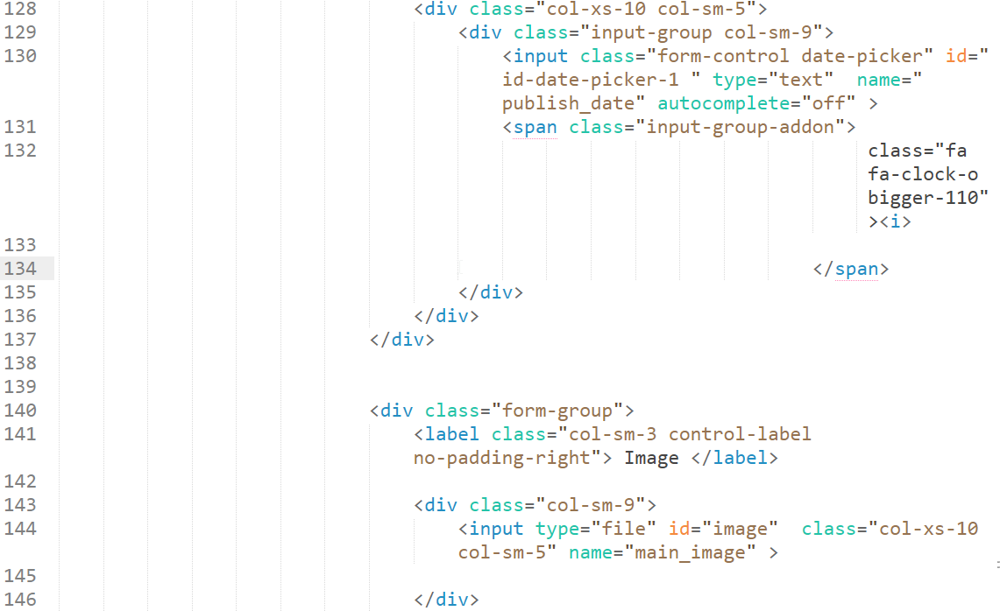 128 <div class="col-xs-10 col-sm-5">
129 <div class="input-group col-sm-9">
130 <input class="form-control date-picker" id="
id-date-picker-1 " type="text"  name="
publish_date" autocomplete="off" >
131 <span class="input-group-addon">
132 class="fa
fa-clock-o
bigger-110"
><i>
133
134 </span>
135 </div>
136 </div>
137 </div>
138
139
140 <div class="form-group">
141 <label class="col-sm-3 control-label
no-padding-right"> Image </label>
142
143 <div class="col-sm-9">
144 <input type="file" id="image"  class="col-xs-10
col-sm-5" name="main_image" >
145
146 </div>